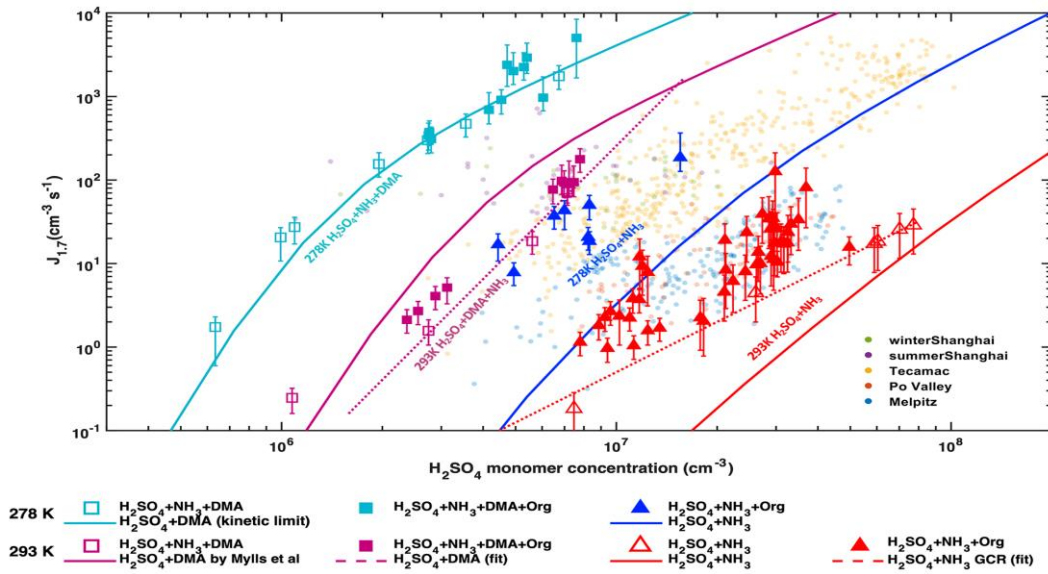 10⁵
10⁴
10³
10²
10¹
10⁰
10⁻¹
J₁.₇(cm⁻³ s⁻¹)
278K H₂SO₄+NH₃+DMA
293K H₂SO₄+DMA+NH₃
278K H₂SO₄+NH₃
293K H₂SO₄+NH₃
winterShanghai
summerShanghai
Tecamac
Po Valley
Melpitz
10⁶
10⁷
10⁸
H₂SO₄ monomer concentration (cm⁻³)
278 K
H₂SO₄+NH₃+DMA
H₂SO₄+DMA (kinetic limit)
H₂SO₄+NH₃+DMA+Org
H₂SO₄+NH₃+Org
H₂SO₄+NH₃
293 K
H₂SO₄+NH₃+DMA
H₂SO₄+DMA by Mylls et al
H₂SO₄+NH₃+DMA+Org
H₂SO₄+DMA (fit)
H₂SO₄+NH₃
H₂SO₄+NH₃
H₂SO₄+NH₃+Org
H₂SO₄+NH₃ GCR (fit)